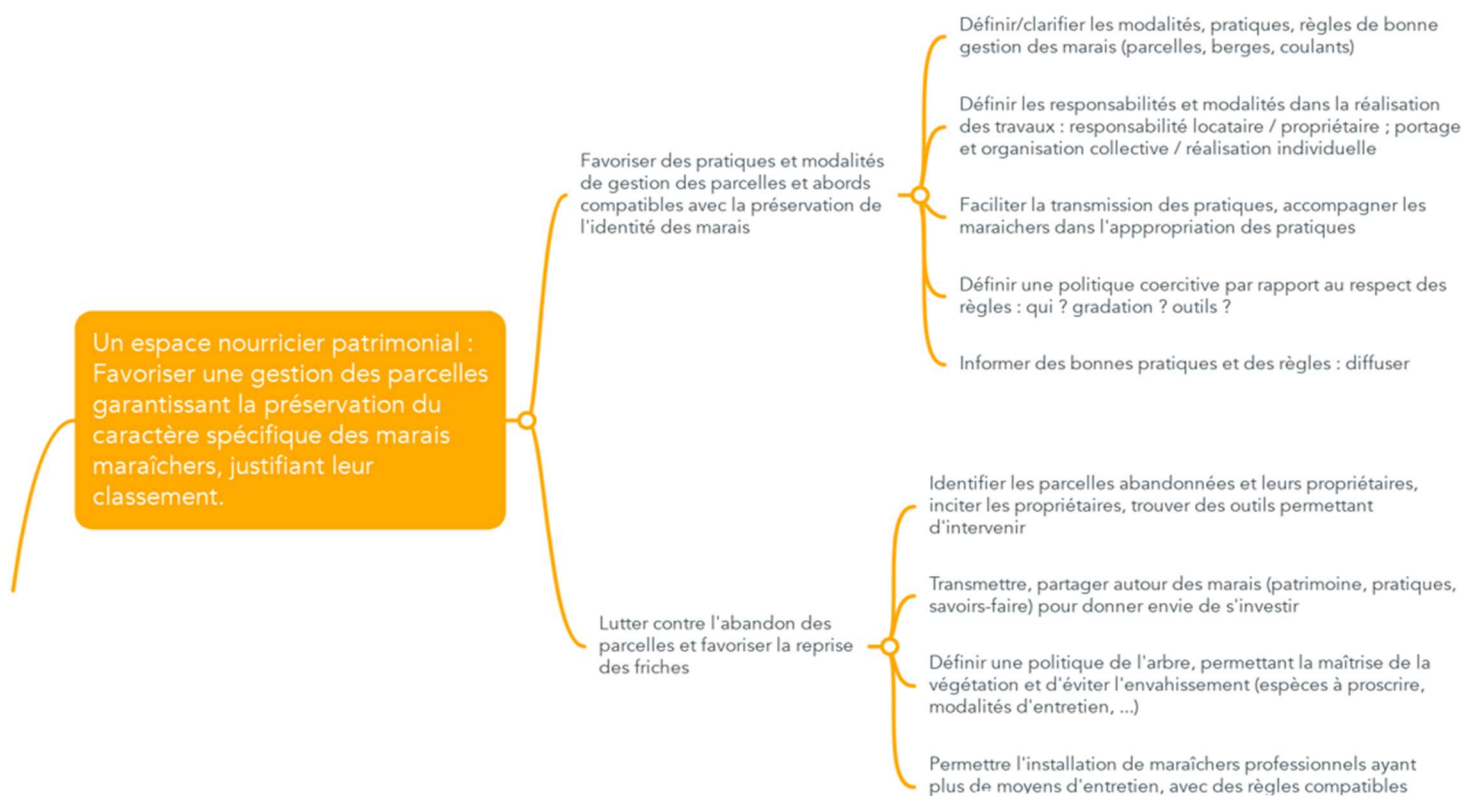 Un espace nourricier patrimonial :
Favoriser une gestion des parcelles
garantissant la préservation du
caractère spécifique des marais
maraîchers, justifiant leur
classement.
Favoriser des pratiques et modalités
de gestion des parcelles et abords
compatibles avec la préservation de
l'identité des marais
Définir/clarifier les modalités, pratiques, règles de bonne
gestion des marais (parcelles, berges, coulants)
Définir les responsabilités et modalités dans la réalisation
des travaux : responsabilité locataire / propriétaire ; portage
et organisation collective / réalisation individuelle
Faciliter la transmission des pratiques, accompagner les
maraichers dans l'apppropriation des pratiques
Définir une politique coercitive par rapport au respect des
règles : qui ? gradation ? outils ?
Informer des bonnes pratiques et des règles : diffuser
Lutter contre l'abandon des
parcelles et favoriser la reprise
des friches
Identifier les parcelles abandonnées et leurs propriétaires,
inciter les propriétaires, trouver des outils permettant
d'intervenir
Transmettre, partager autour des marais (patrimoine, pratiques,
savoirs-faire) pour donner envie de s'investir
Définir une politique de l'arbre, permettant la maîtrise de la
végétation et d'éviter l'envahissement (espèces à proscrire,
modalités d'entretien, ...)
Permettre l'installation de maraîchers professionnels ayant
plus de moyens d'entretien, avec des règles compatibles